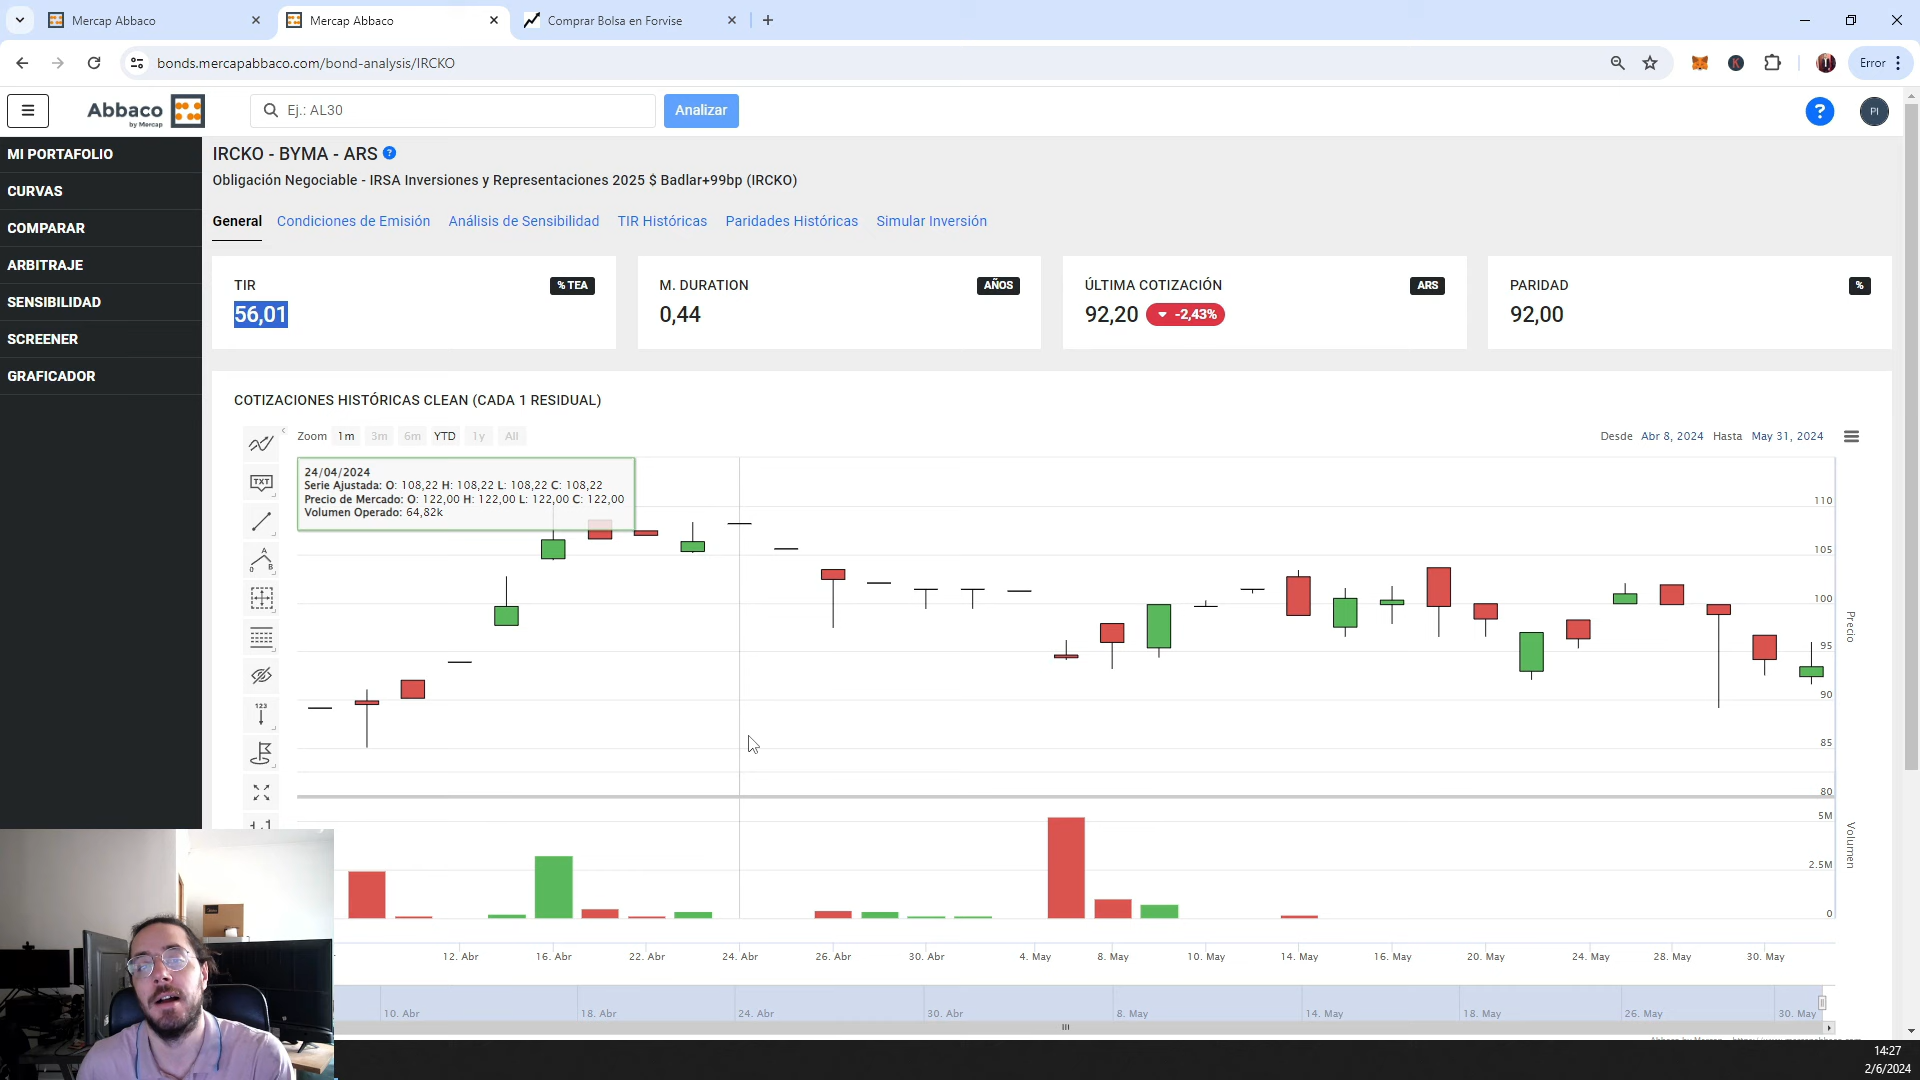 Mercap Abbaco
Mercap Abbaco
Comprar Bolsa en Forvise
bonds.mercapabbaco.com/bond-analysis/IRCKO
Error
Abbaco
by Mercap
Ej.: AL30
Analizar
?
PI
MI PORTAFOLIO
CURVAS
COMPARAR
ARBITRAJE
SENSIBILIDAD
SCREENER
GRAFICADOR
IRCKO - BYMA - ARS ?
Obligación Negociable - IRSA Inversiones y Representaciones 2025 $ Badlar+99bp (IRCKO)
General Condiciones de Emisión Análisis de Sensibilidad TIR Históricas Paridades Históricas Simular Inversión
TIR % TEA
56,01
M. DURATION AÑOS
0,44
ÚLTIMA COTIZACIÓN ARS
92,20 -2,43%
PARIDAD %
92,00
COTIZACIONES HISTÓRICAS CLEAN (CADA 1 RESIDUAL)
Zoom 1m 3m 6m YTD 1y All
Desde Abr 8, 2024 Hasta May 31, 2024
TXT
A
0 B
123
24/04/2024
Serie Ajustada: O: 108,22 H: 108,22 L: 108,22 C: 108,22
Precio de Mercado: O: 122,00 H: 122,00 L: 122,00 C: 122,00
Volumen Operado: 64,82k
110
105
100
95
90
85
80
Precio
5M
2.5M
0
Volumen
12. Abr 16. Abr 22. Abr 24. Abr 26. Abr 30. Abr 4. May 8. May 10. May 14. May 16. May 20. May 24. May 28. May 30. May
10. Abr 18. Abr 24. Abr 30. Abr 8. May 14. May 18. May 26. May 30. May
14:27
2/6/2024